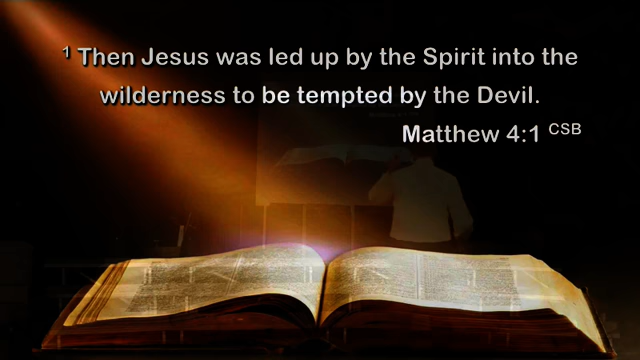 ¹ Then Jesus was led up by the Spirit into the
wilderness to be tempted by the Devil.
Matthew 4:1 CSB